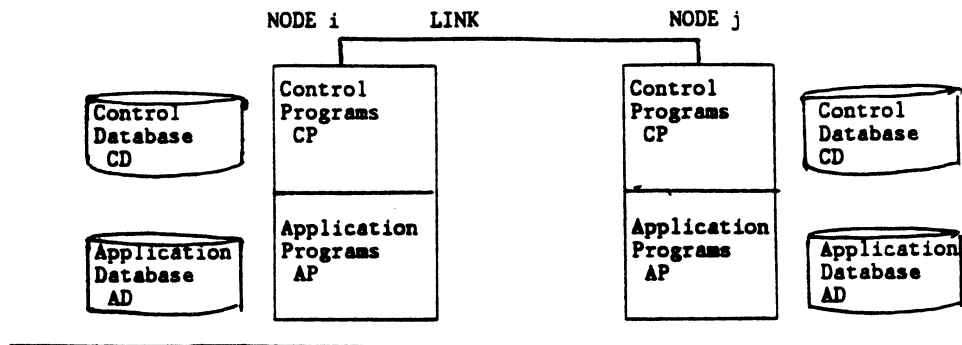 NODE i LINK NODE j
Control
Database
CD
Control
Programs
CP
Control
Programs
CP
Control
Database
CD
Application
Database
AD
Application
Programs
AP
Application
Programs
AP
Application
Database
AD